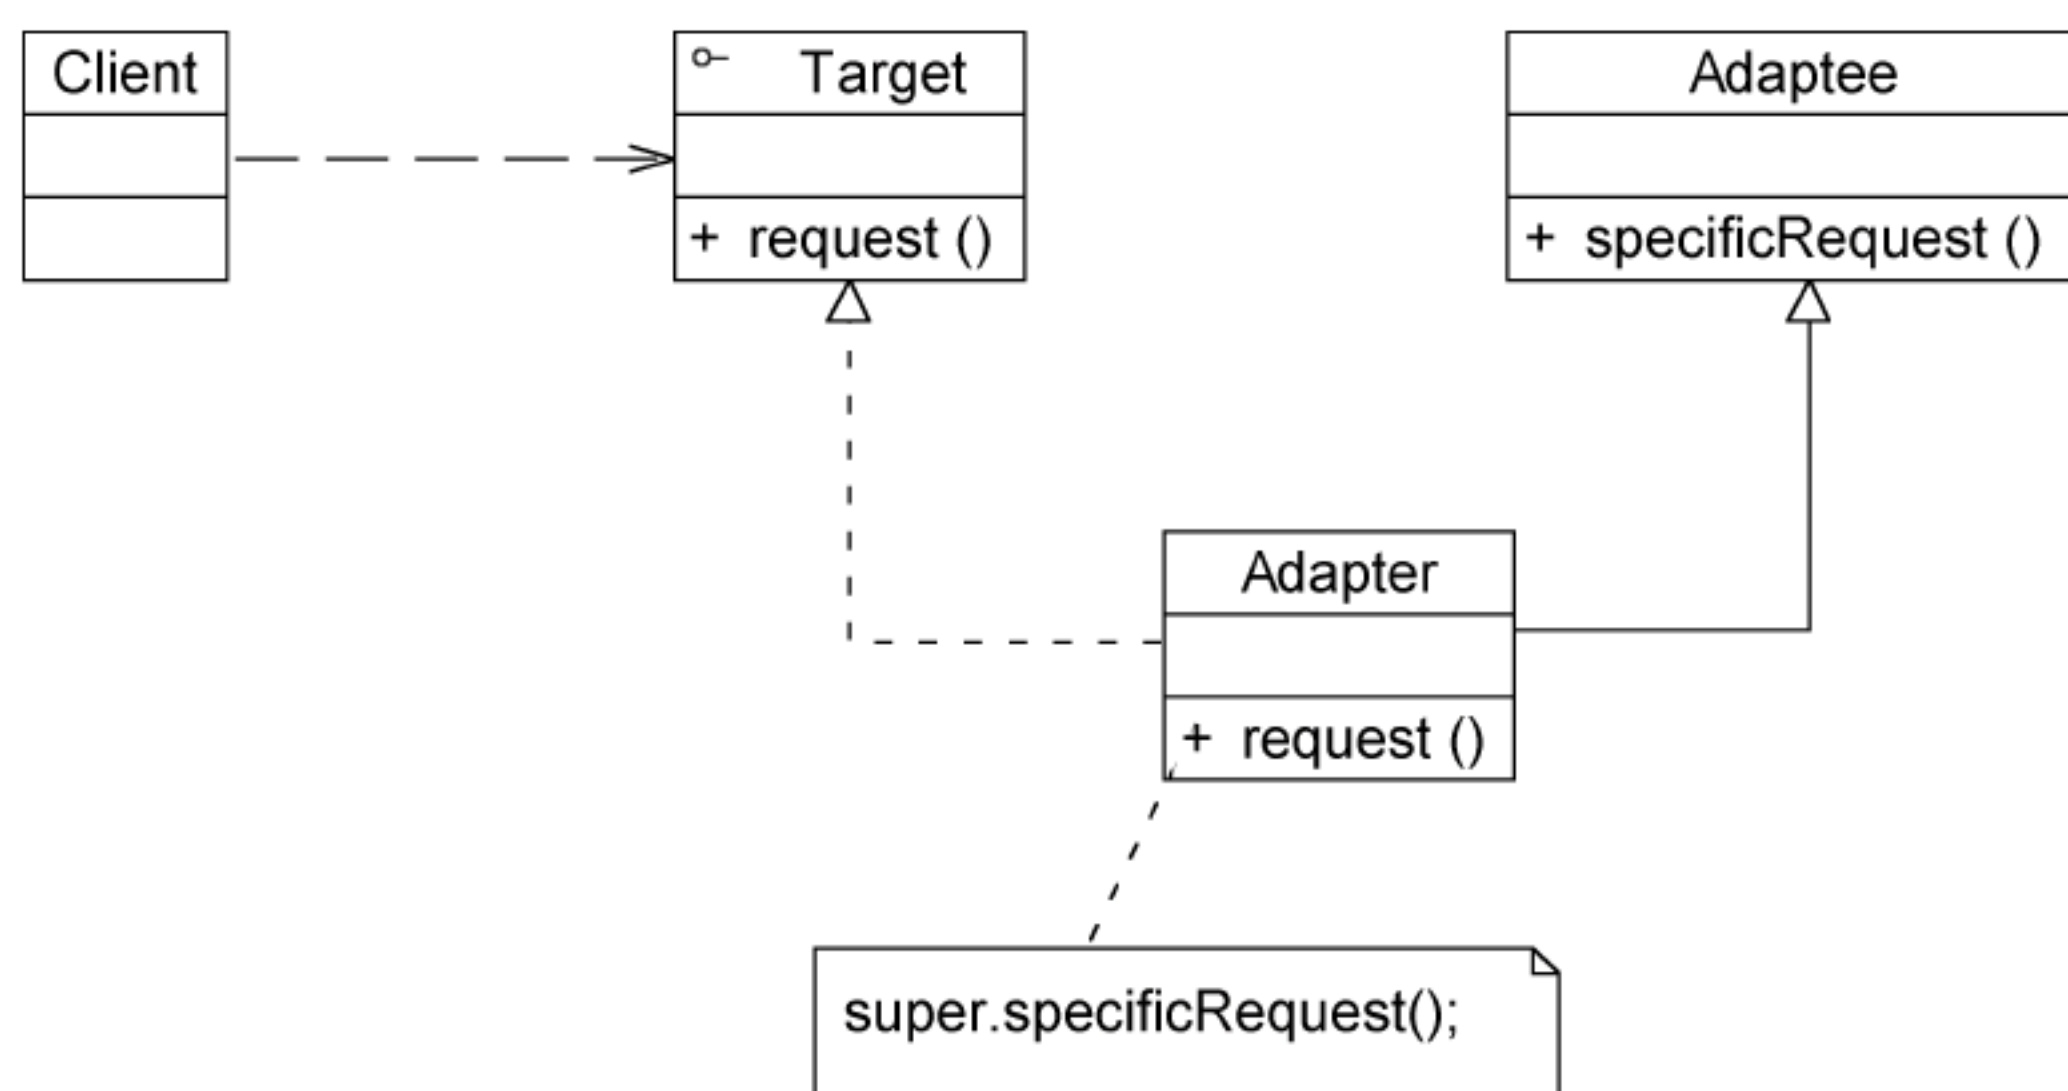 Client
Target
Adaptee
+ request ()
+ specificRequest ()
Adapter
+ request ()
super.specificRequest();